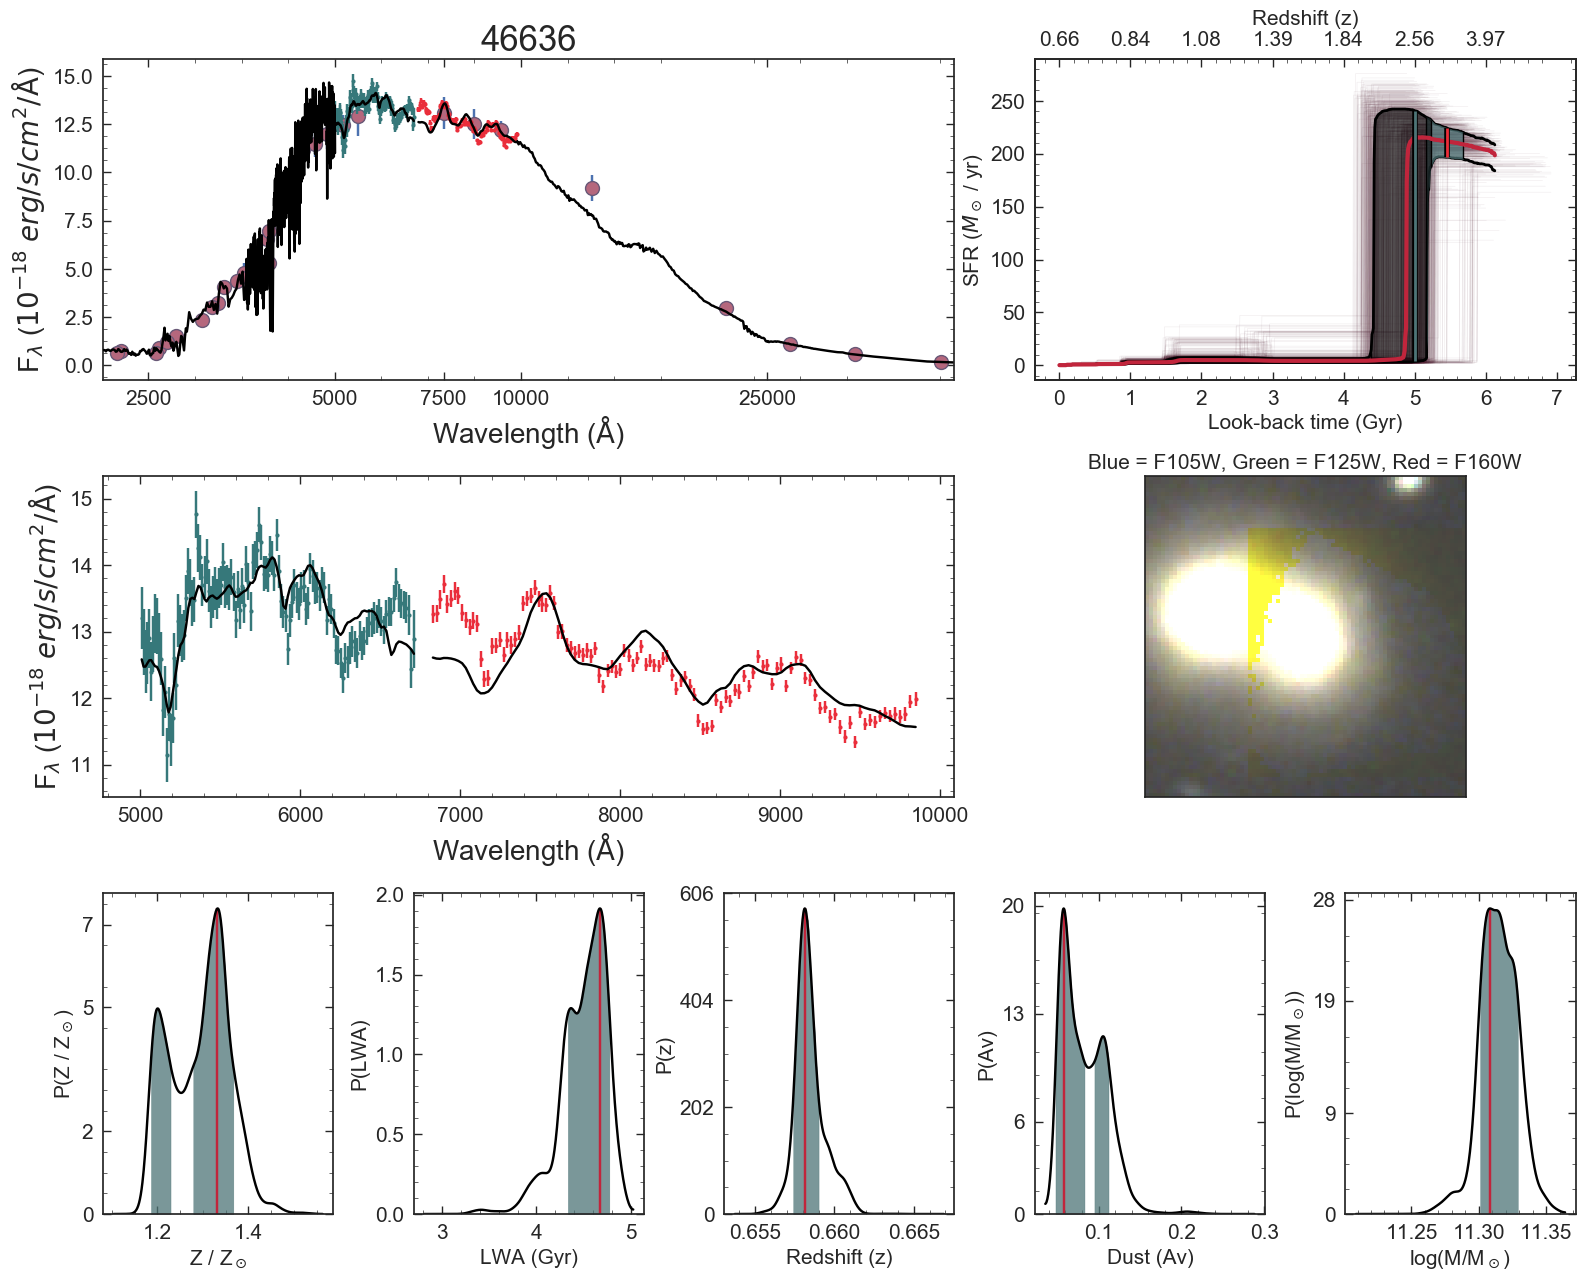 46636
15.0
12.5
10.0
7.5
5.0
2.5
0.0
Fλ (10−18 erg/s/cm2/Å)
2500 5000 7500 10000 25000
Wavelength (Å)
Redshift (z)
0.66 0.84 1.08 1.39 1.84 2.56 3.97
250
200
150
100
50
0
SFR (M⊙ / yr)
0 1 2 3 4 5 6 7
Look-back time (Gyr)
15
14
13
12
11
Fλ (10−18 erg/s/cm2/Å)
5000 6000 7000 8000 9000 10000
Wavelength (Å)
Blue = F105W, Green = F125W, Red = F160W
7
5
2
0
P(Z / Z⊙)
1.2 1.4
Z / Z⊙
2.0
1.5
1.0
0.5
0.0
P(LWA)
3 4 5
LWA (Gyr)
606
404
202
0
P(z)
0.655 0.660 0.665
Redshift (z)
20
13
6
0
P(Av)
0.1 0.2 0.3
Dust (Av)
28
19
9
0
P(log(M/M⊙))
11.25 11.30 11.35
log(M/M⊙)